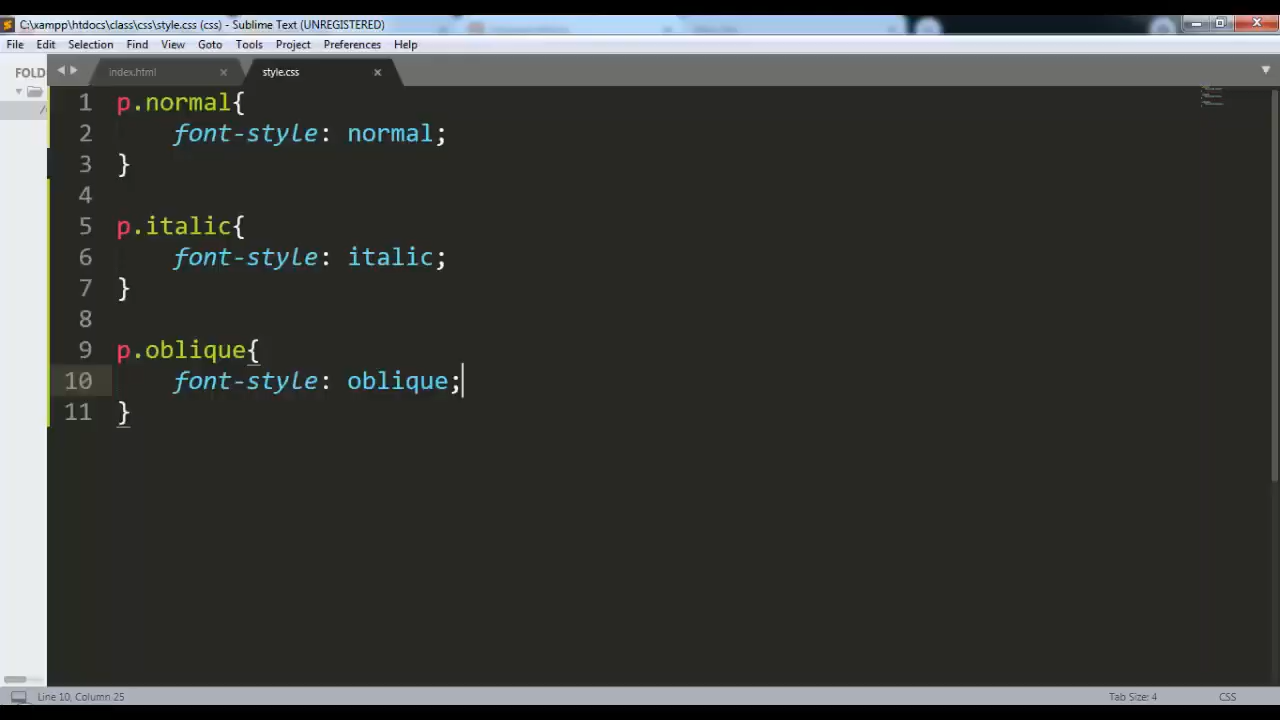 C:\xampp\htdocs\class\css\style.css (css) - Sublime Text (UNREGISTERED)
File Edit Selection Find View Goto Tools Project Preferences Help
FOLD
index.html × style.css ×
1 p.normal{
2 font-style: normal;
3 }
4
5 p.italic{
6 font-style: italic;
7 }
8
9 p.oblique{
10 font-style: oblique;
11 }
Line 10, Column 25 Tab Size: 4 CSS